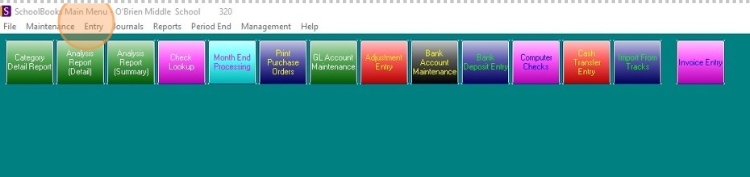 S SchoolBooks Main Menu O'Brien Middle School 320
File Maintenance Entry Journals Reports Period End Management Help
Category Detail Report
Analysis Report (Detail)
Analysis Report (Summary)
Check Lookup
Month End Processing
Print Purchase Orders
GL Account Maintenance
Adjustment Entry
Bank Account Maintenance
Bank Deposit Entry
Computer Checks
Cash Transfer Entry
Import From Tracks
Invoice Entry